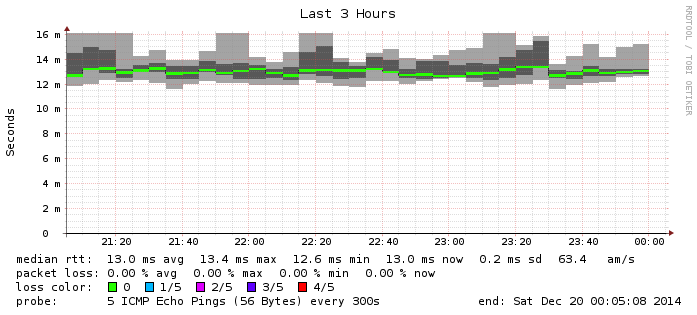 Last 3 Hours
RRDTOOL / TOBI OETIKER
Seconds
16 m
14 m
12 m
10 m
8 m
6 m
4 m
2 m
0
21:20 21:40 22:00 22:20 22:40 23:00 23:20 23:40 00:00
median rtt: 13.0 ms avg 13.4 ms max 12.6 ms min 13.0 ms now 0.2 ms sd 63.4 am/s
packet loss: 0.00 % avg 0.00 % max 0.00 % min 0.00 % now
loss color: 0 1/5 2/5 3/5 4/5
probe: 5 ICMP Echo Pings (56 Bytes) every 300s end: Sat Dec 20 00:05:08 2014